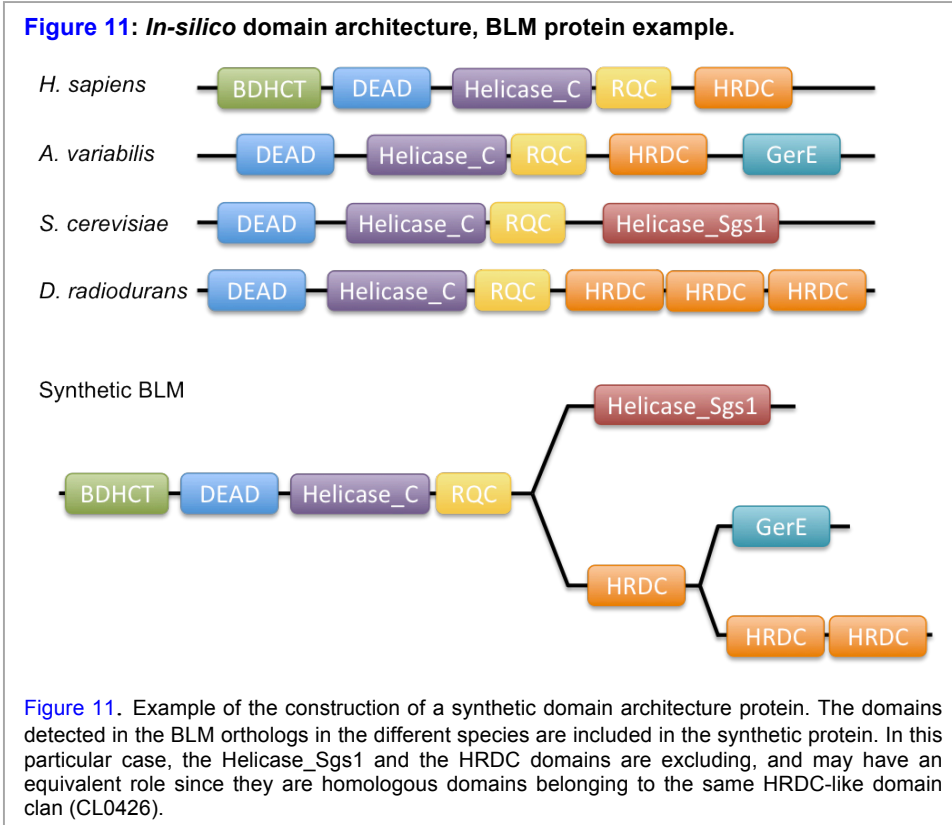 Figure 11: In-silico domain architecture, BLM protein example.
H. sapiens BDHCT DEAD Helicase_C RQC HRDC
A. variabilis DEAD Helicase_C RQC HRDC GerE
S. cerevisiae DEAD Helicase_C RQC Helicase_Sgs1
D. radiodurans DEAD Helicase_C RQC HRDC HRDC HRDC
Synthetic BLM
Helicase_Sgs1
BDHCT DEAD Helicase_C RQC
GerE
HRDC
HRDC HRDC
Figure 11. Example of the construction of a synthetic domain architecture protein. The domains
detected in the BLM orthologs in the different species are included in the synthetic protein. In this
particular case, the Helicase_Sgs1 and the HRDC domains are excluding, and may have an
equivalent role since they are homologous domains belonging to the same HRDC-like domain
clan (CL0426).